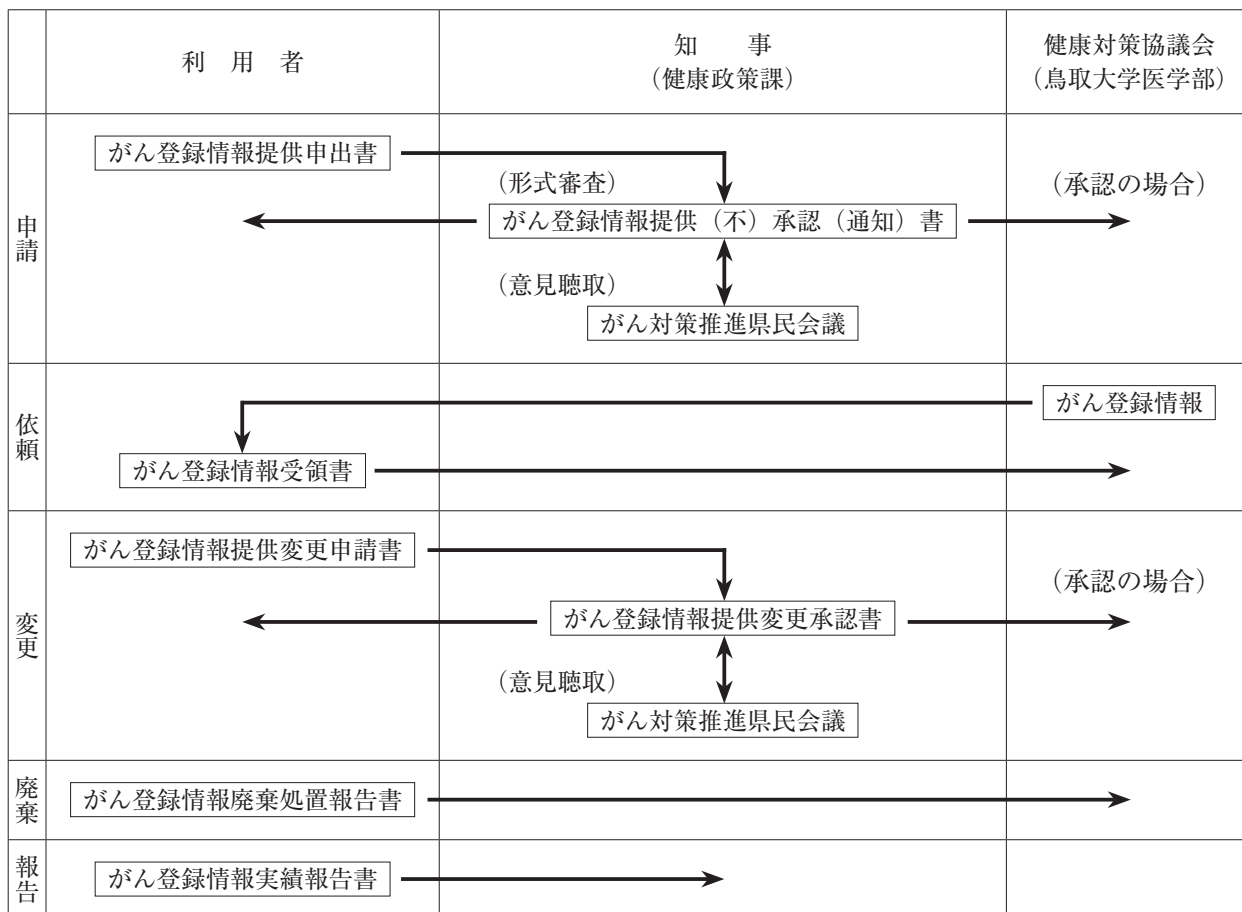 利　用　者
知　　事
（健康政策課）
健康対策協議会
（鳥取大学医学部）
申請
がん登録情報提供申出書
（形式審査）
（承認の場合）
がん登録情報提供（不）承認（通知）書
（意見聴取）
がん対策推進県民会議
依頼
がん登録情報
がん登録情報受領書
変更
がん登録情報提供変更申請書
（承認の場合）
がん登録情報提供変更承認書
（意見聴取）
がん対策推進県民会議
廃棄
がん登録情報廃棄処置報告書
報告
がん登録情報実績報告書